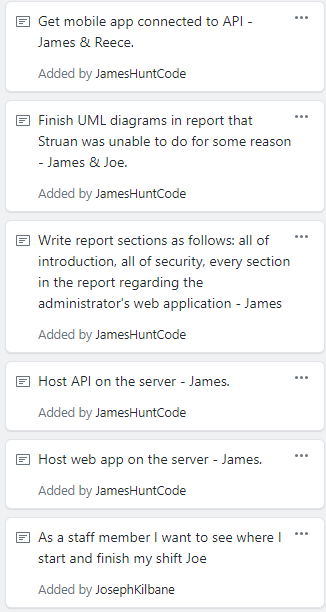 Get mobile app connected to API -
James & Reece.
Added by JamesHuntCode
Finish UML diagrams in report that
Struan was unable to do for some reason
- James & Joe.
Added by JamesHuntCode
Write report sections as follows: all of
introduction, all of security, every section
in the report regarding the
administrator's web application - James
Added by JamesHuntCode
Host API on the server - James.
Added by JamesHuntCode
Host web app on the server - James.
Added by JamesHuntCode
As a staff member I want to see where I
start and finish my shift Joe
Added by JosephKilbane